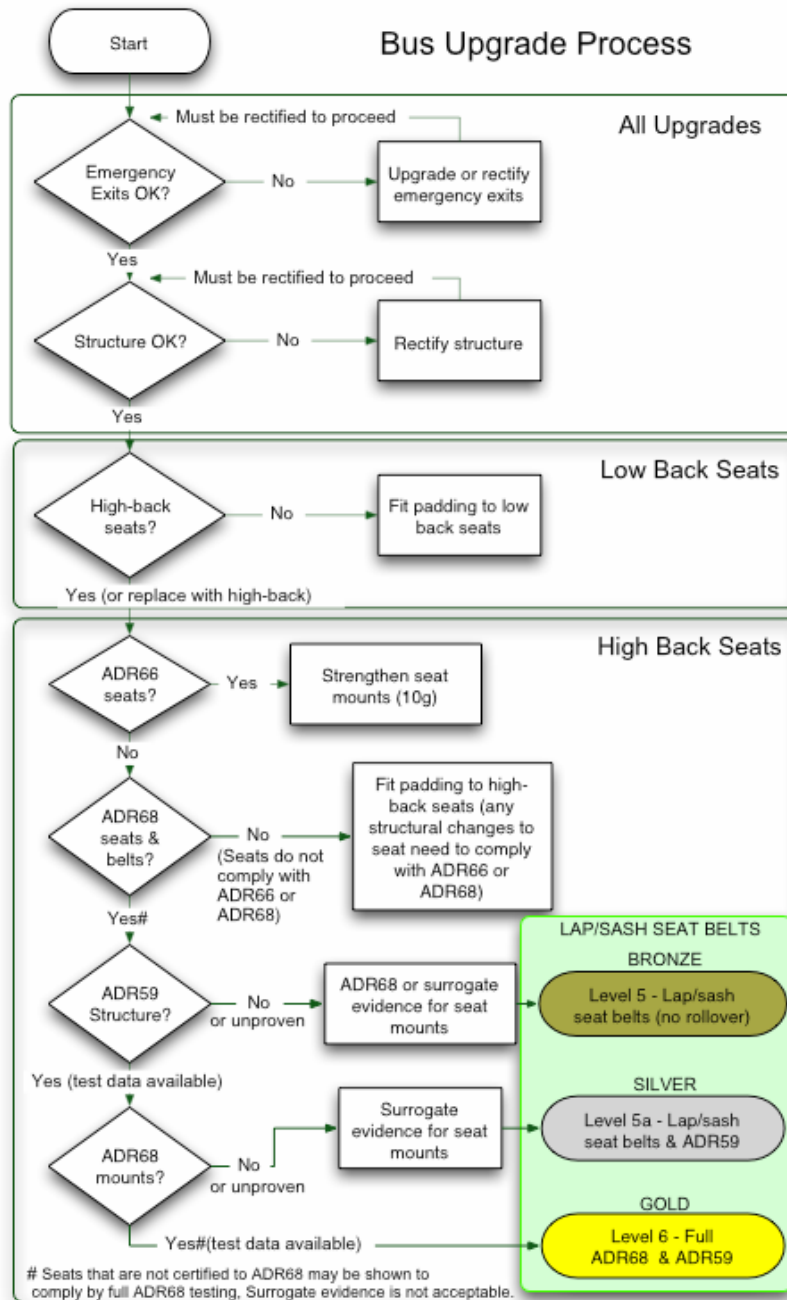 Start
Bus Upgrade Process
All Upgrades
Must be rectified to proceed
Emergency
Exits OK?
No
Upgrade or rectify
emergency exits
Yes
Must be rectified to proceed
Structure OK?
No
Rectify structure
Yes
Low Back Seats
High-back
seats?
No
Fit padding to low
back seats
Yes (or replace with high-back)
High Back Seats
ADR66
seats?
Yes
Strengthen seat
mounts (10g)
No
ADR68
seats &
belts?
No
(Seats do not
comply with
ADR66 or
ADR68)
Fit padding to high-
back seats (any
structural changes to
seat need to comply
with ADR66 or
ADR68)
Yes#
LAP/SASH SEAT BELTS
BRONZE
ADR59
Structure?
No
or unproven
ADR68 or surrogate
evidence for seat
mounts
Level 5 - Lap/sash
seat belts (no rollover)
Yes (test data available)
SILVER
ADR68
mounts?
No
or unproven
Surrogate
evidence for seat
mounts
Level 5a - Lap/sash
seat belts & ADR59
GOLD
Yes#(test data available)
Level 6 - Full
ADR68 & ADR59
# Seats that are not certified to ADR68 may be shown to
comply by full ADR68 testing, Surrogate evidence is not acceptable.